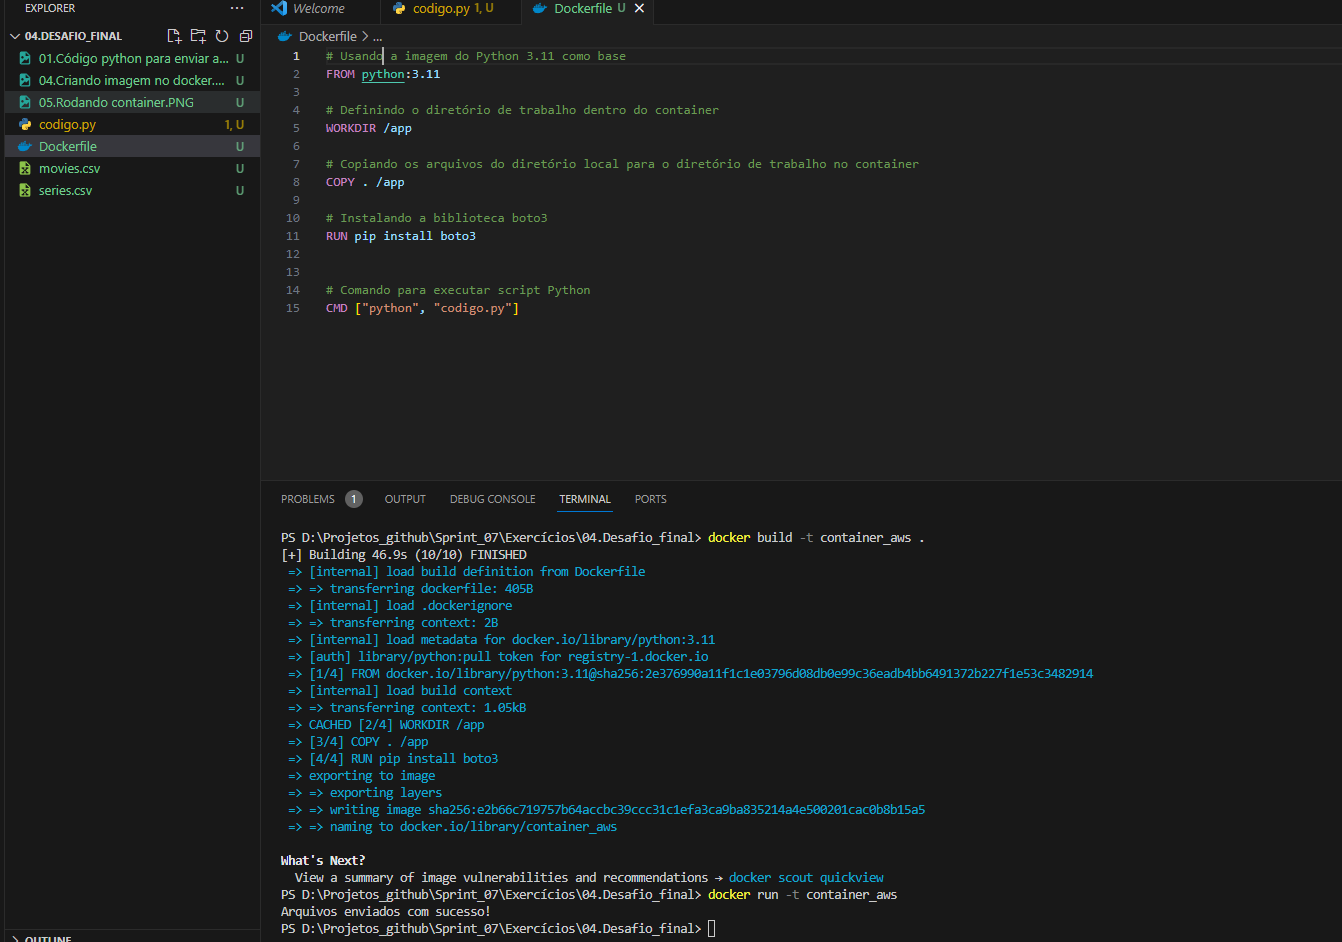 EXPLORER
04.DESAFIO_FINAL
01.Código python para enviar a... U
04.Criando imagem no docker.... U
05.Rodando container.PNG U
codigo.py 1, U
Dockerfile U
movies.csv U
series.csv U
OUTLINE
Welcome
codigo.py 1, U
Dockerfile U
Dockerfile > ...
1 # Usando a imagem do Python 3.11 como base
2 FROM python:3.11
3
4 # Definindo o diretório de trabalho dentro do container
5 WORKDIR /app
6
7 # Copiando os arquivos do diretório local para o diretório de trabalho no container
8 COPY . /app
9
10 # Instalando a biblioteca boto3
11 RUN pip install boto3
12
13
14 # Comando para executar script Python
15 CMD ["python", "codigo.py"]
PROBLEMS 1 OUTPUT DEBUG CONSOLE TERMINAL PORTS
PS D:\Projetos_github\Sprint_07\Exercícios\04.Desafio_final> docker build -t container_aws .
[+] Building 46.9s (10/10) FINISHED
=> [internal] load build definition from Dockerfile
=> => transferring dockerfile: 405B
=> [internal] load .dockerignore
=> => transferring context: 2B
=> [internal] load metadata for docker.io/library/python:3.11
=> [auth] library/python:pull token for registry-1.docker.io
=> [1/4] FROM docker.io/library/python:3.11@sha256:2e376990a11f1c1e03796d08db0e99c36eadb4bb6491372b227f1e53c3482914
=> [internal] load build context
=> => transferring context: 1.05kB
=> CACHED [2/4] WORKDIR /app
=> [3/4] COPY . /app
=> [4/4] RUN pip install boto3
=> exporting to image
=> => exporting layers
=> => writing image sha256:e2b66c719757b64accbc39ccc31c1efa3ca9ba835214a4e500201cac0b8b15a5
=> => naming to docker.io/library/container_aws
What's Next?
View a summary of image vulnerabilities and recommendations → docker scout quickview
PS D:\Projetos_github\Sprint_07\Exercícios\04.Desafio_final> docker run -t container_aws
Arquivos enviados com sucesso!
PS D:\Projetos_github\Sprint_07\Exercícios\04.Desafio_final>